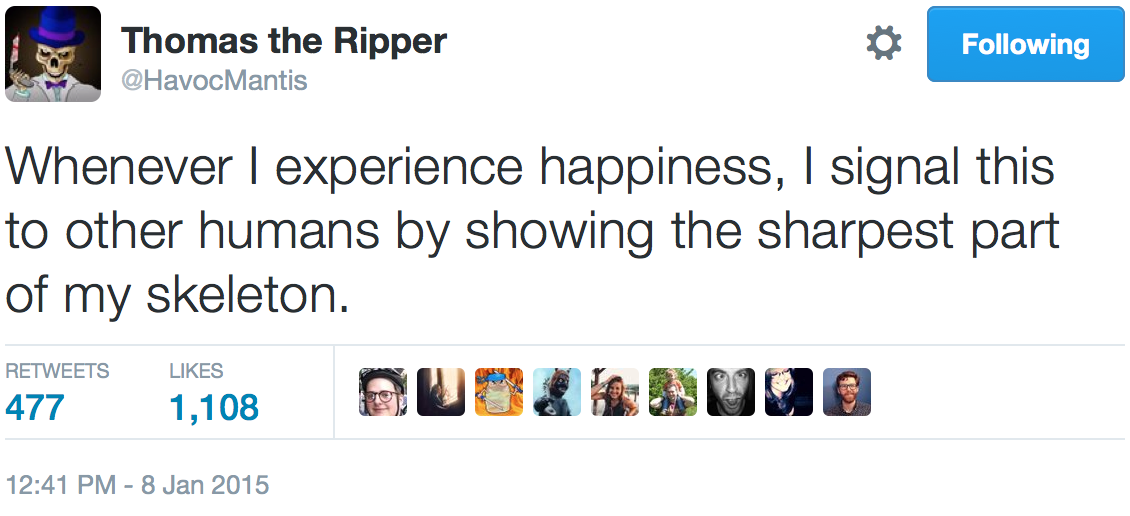 Thomas the Ripper
@HavocMantis
Following
Whenever I experience happiness, I signal this
to other humans by showing the sharpest part
of my skeleton.
RETWEETS LIKES
477 1,108
12:41 PM - 8 Jan 2015